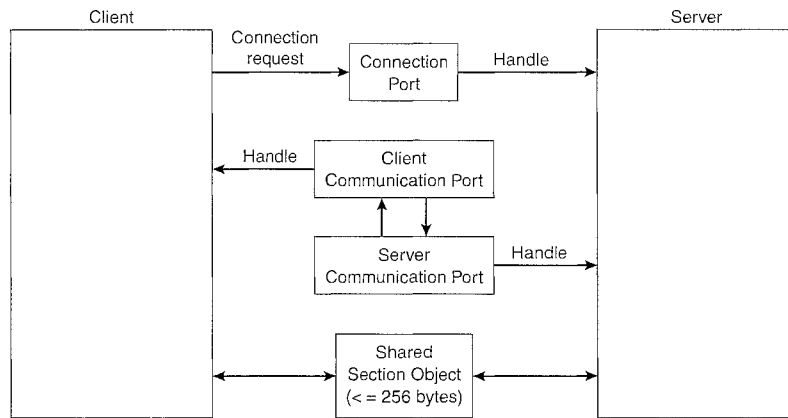 Client
Server
Connection
request
Connection
Port
Handle
Handle
Client
Communication Port
Server
Communication Port
Handle
Shared
Section Object
(< = 256 bytes)